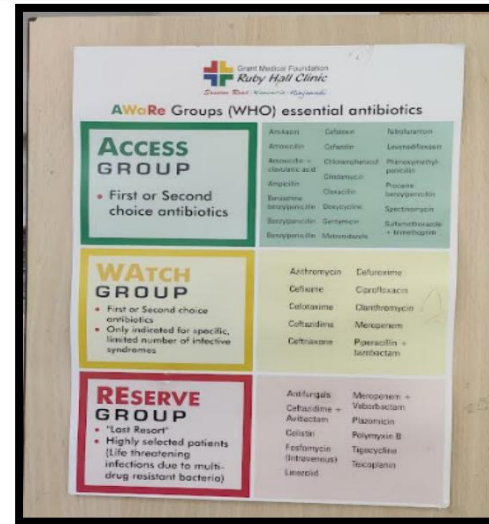 Grant Medical Foundation
Ruby Hall Clinic
AWaRe Groups (WHO) essential antibiotics
ACCESS
GROUP
• First or Second
choice antibiotics
Amikacin
Amoxicillin
Amoxicillin +
clavulanic acid
Ampicillin
Benzathine
benzylpenicillin
Benzylpenicillin
Cefalexin
Cefazolin
Chloramphenicol
Clindamycin
Cloxacillin
Doxycycline
Gentamicin
Metronidazole
Nitrofurantoin
Phenoxymethyl-
penicillin
Procaine
benzylpenicillin
Spectinomycin
Sulfamethoxazole
+ trimethoprim
WAtCH
GROUP
• First or Second choice
antibiotics
• Only indicated for specific,
limited number of infective
syndromes
Azithromycin
Cefixime
Cefotaxime
Ceftazidime
Ceftriaxone
Cefuroxime
Ciprofloxacin
Clarithromycin
Meropenem
Piperacillin +
tazobactam
RESERVE
GROUP
• "Last Resort"
• Highly selected patients
(Life threatening
infections due to multi-
drug resistant bacteria)
Antifungals
Ceftazidime +
Avibactam
Colistin
Fosfomycin
(Intravenous)
Linezolid
Meropenem +
Vaborbactam
Plazomicin
Polymyxin B
Tigecycline
Teicoplanin